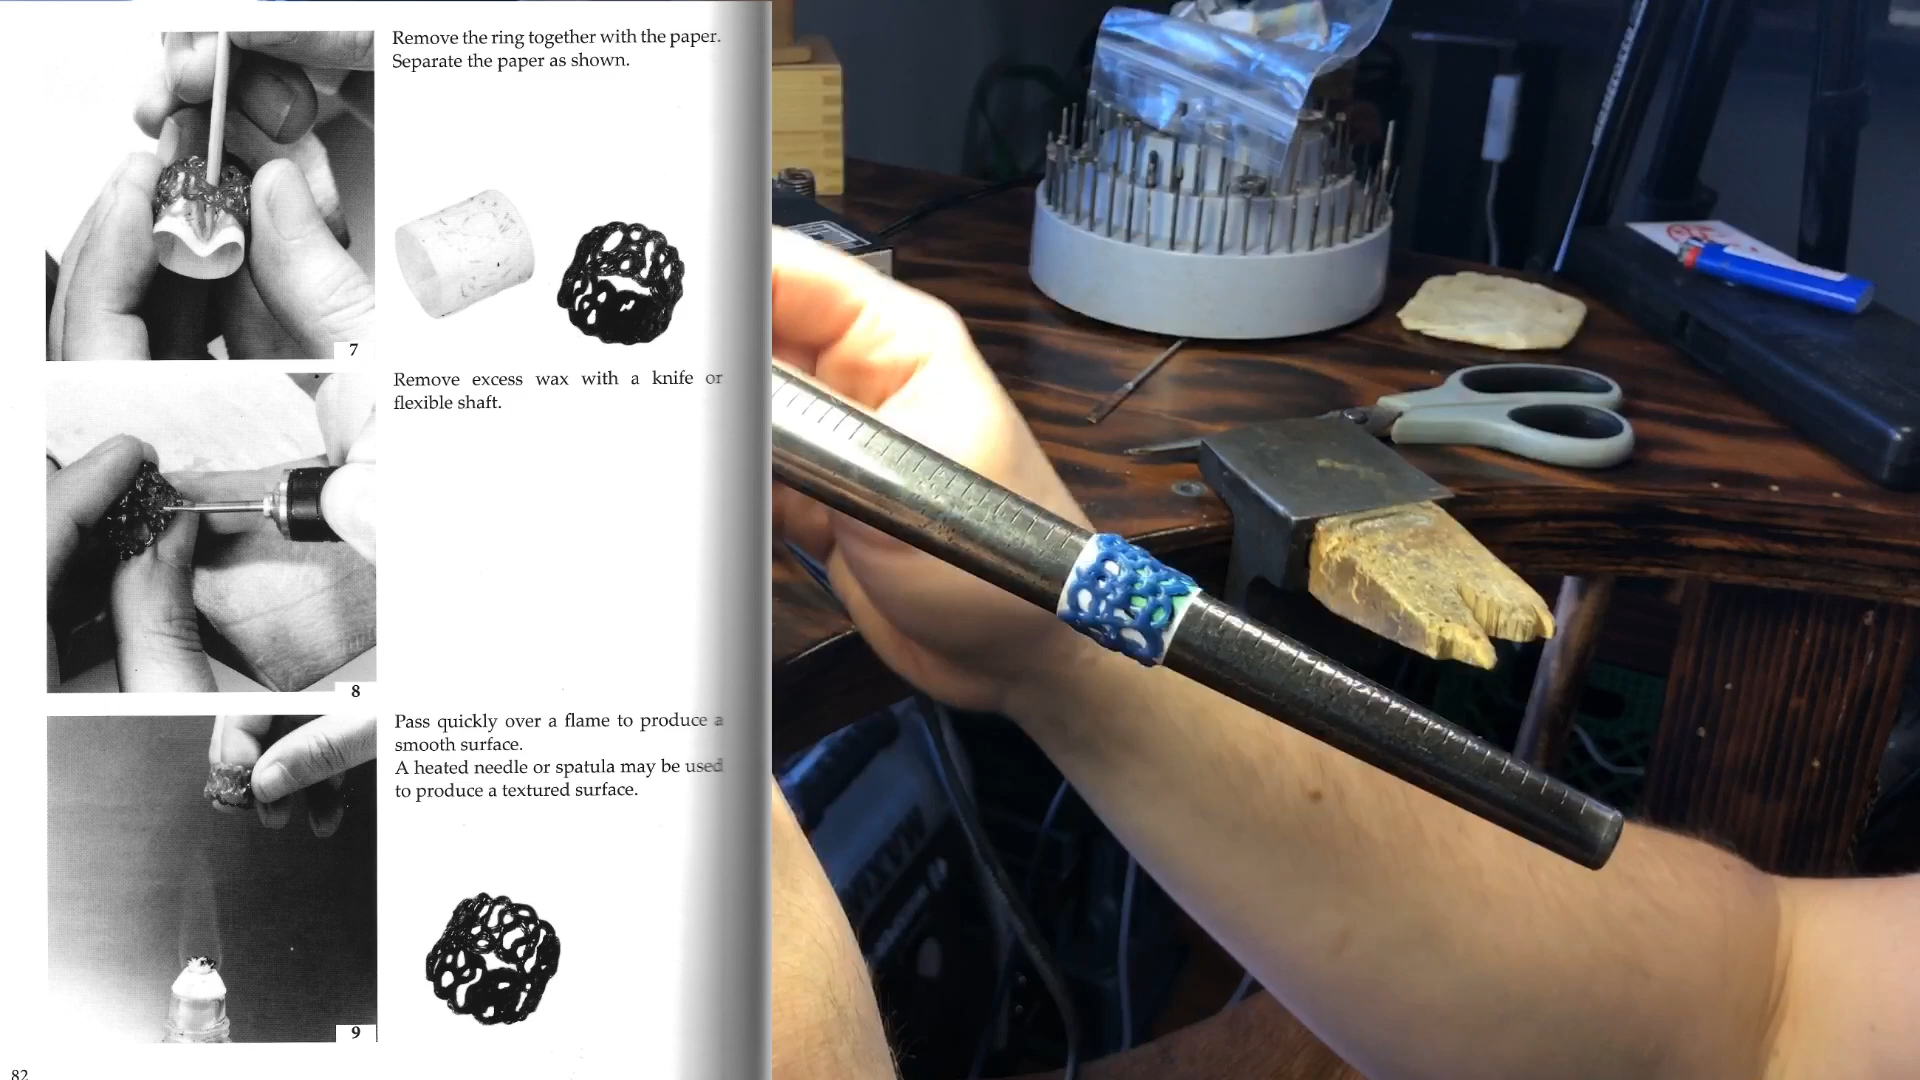 Remove the ring together with the paper.
Separate the paper as shown.
7
Remove excess wax with a knife or
flexible shaft.
8
Pass quickly over a flame to produce a
smooth surface.
A heated needle or spatula may be used
to produce a textured surface.
9
82